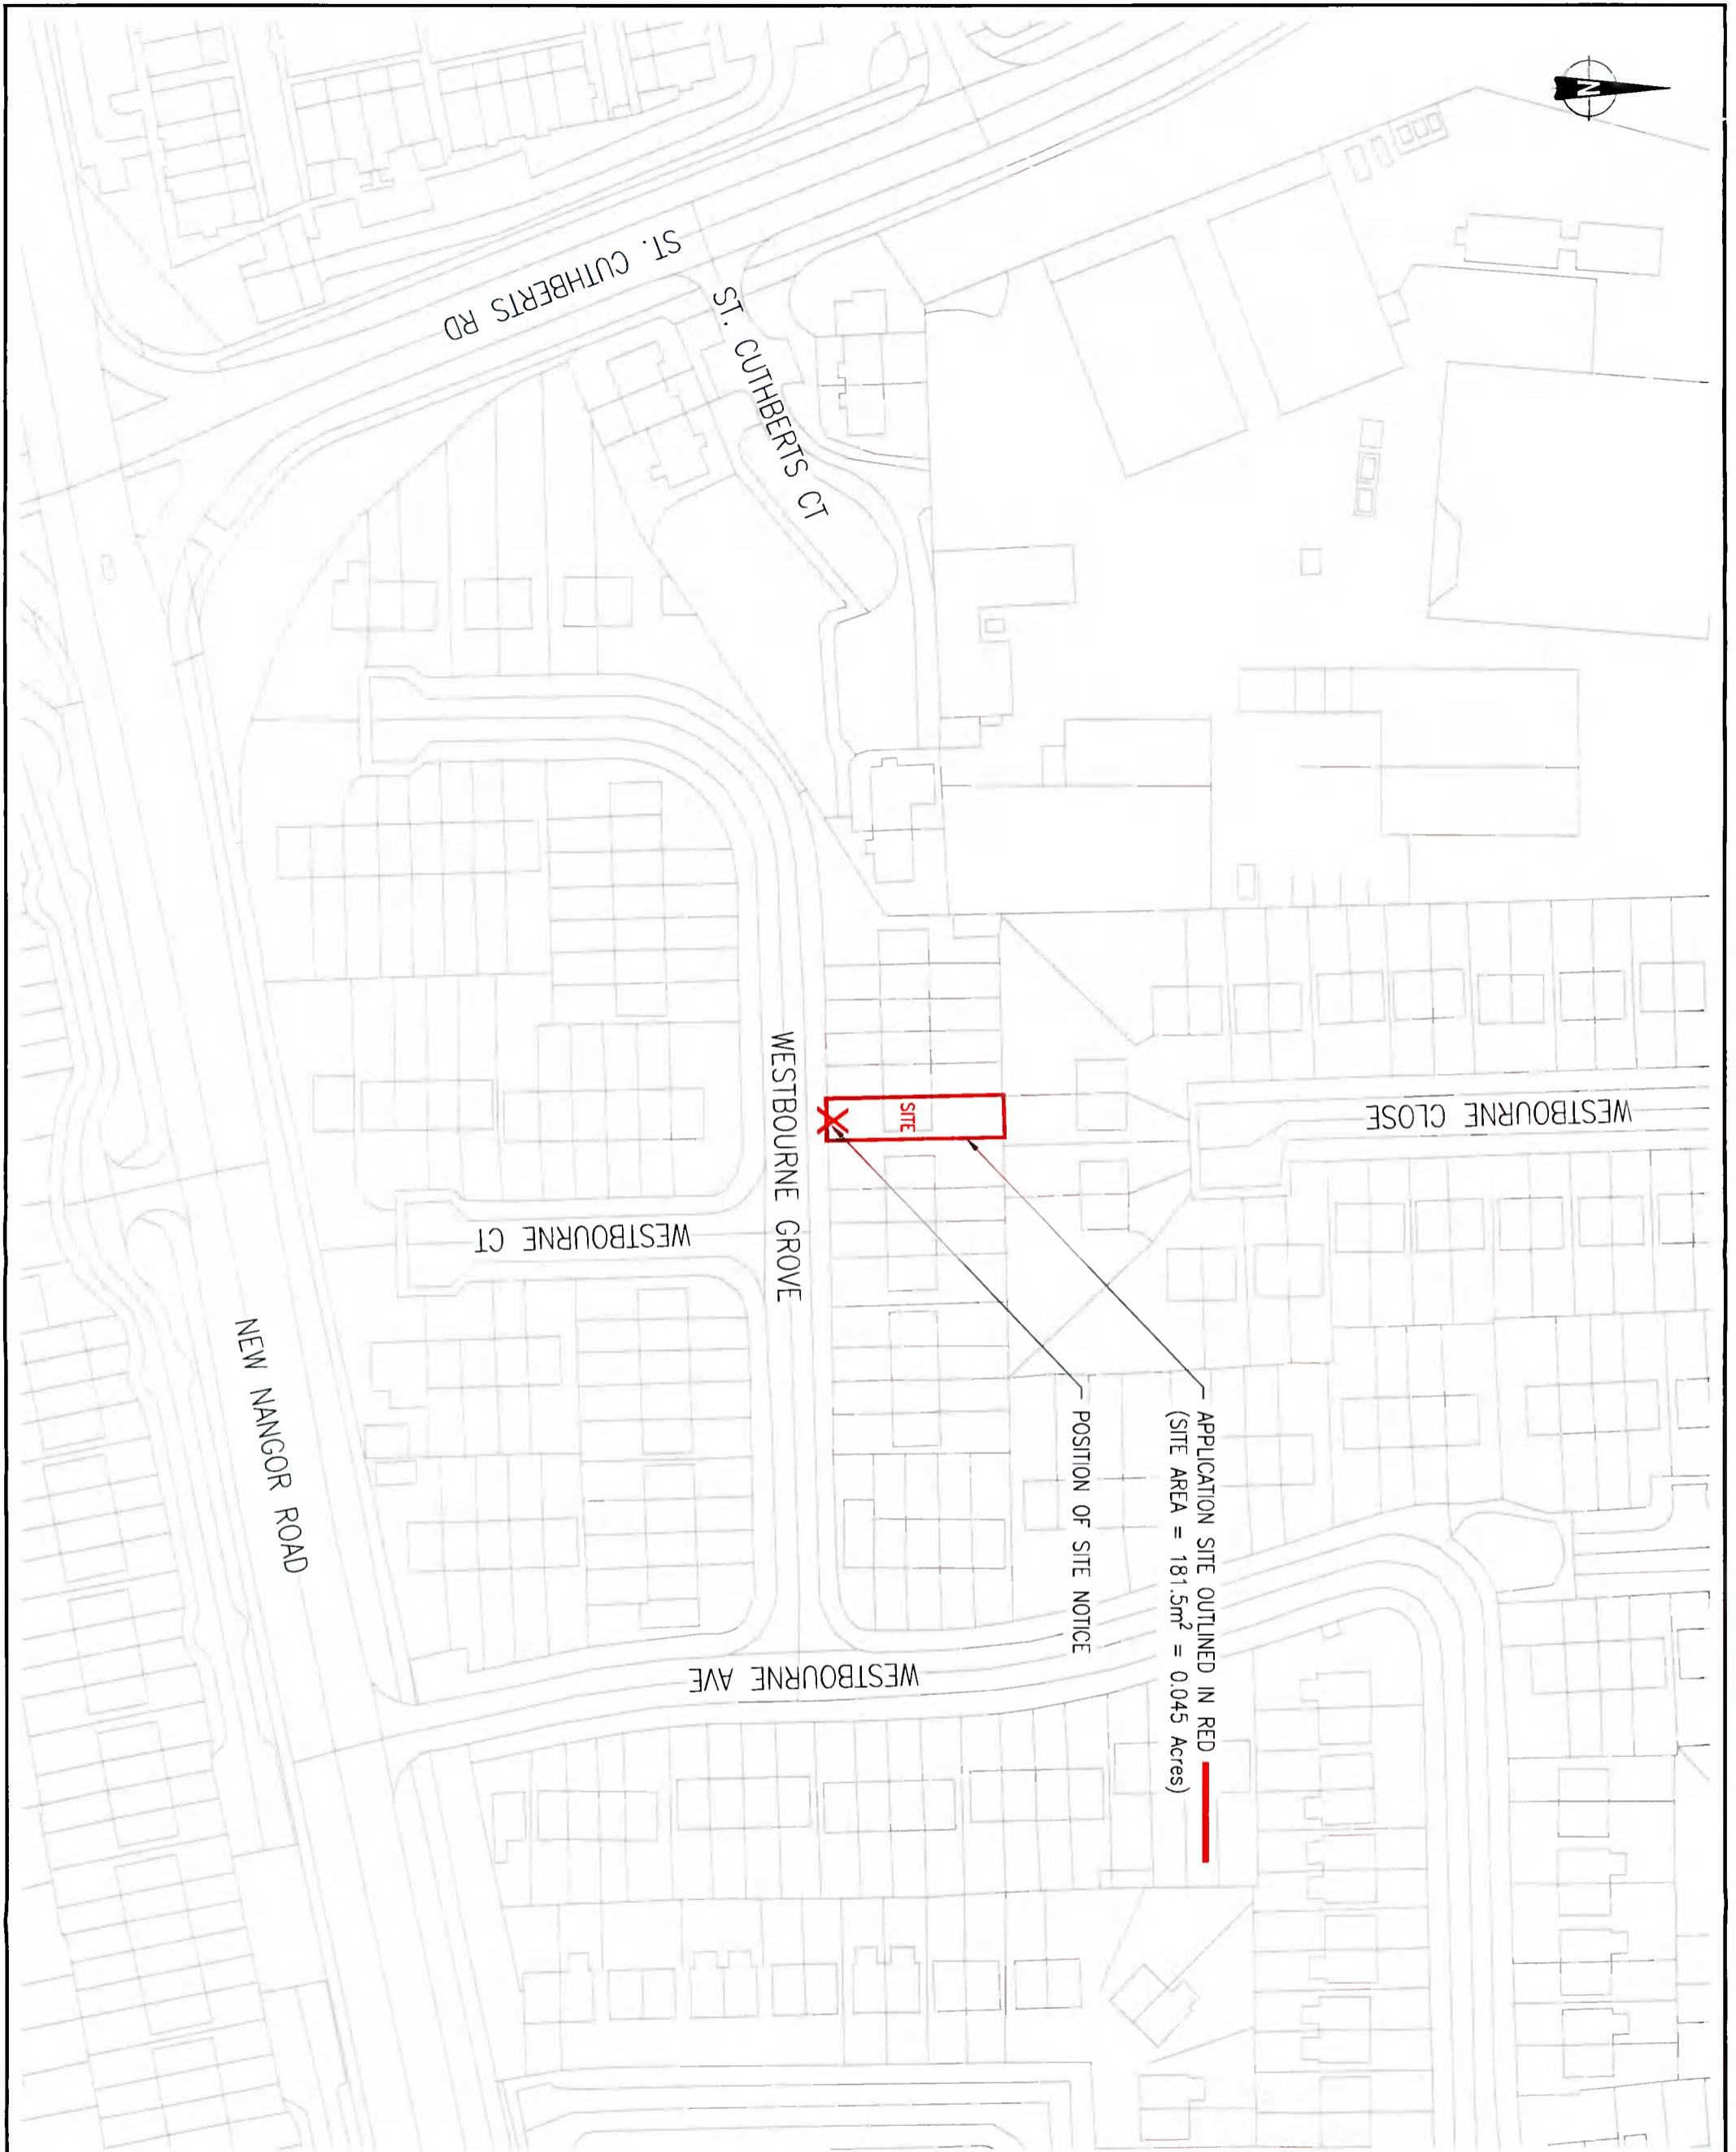 N
ST. CUTHBERTS RD
ST. CUTHBERTS CT
WESTBOURNE GROVE
SITE
WESTBOURNE CLOSE
WESTBOURNE CT
NEW NANGOR ROAD
APPLICATION SITE OUTLINED IN RED
(SITE AREA = 181.5m² = 0.045 Acres)
POSITION OF SITE NOTICE
WESTBOURNE AVE